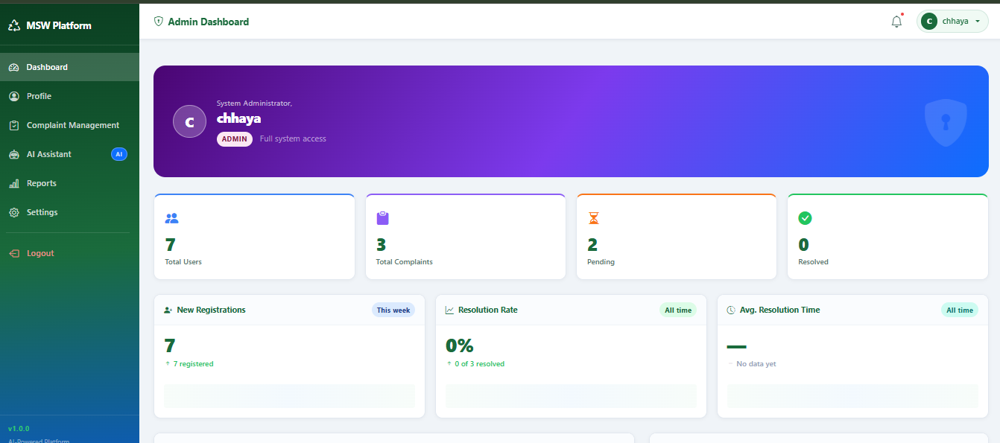 MSW Platform
Dashboard
Profile
Complaint Management
AI Assistant AI
Reports
Settings
Logout
v1.0.0
AI-Powered Platform
Admin Dashboard
C chhaya
System Administrator,
C
chhaya
ADMIN Full system access
7
Total Users
3
Total Complaints
2
Pending
0
Resolved
New Registrations This week
7
↑ 7 registered
Resolution Rate All time
0%
↑ 0 of 3 resolved
Avg. Resolution Time All time
—
– No data yet